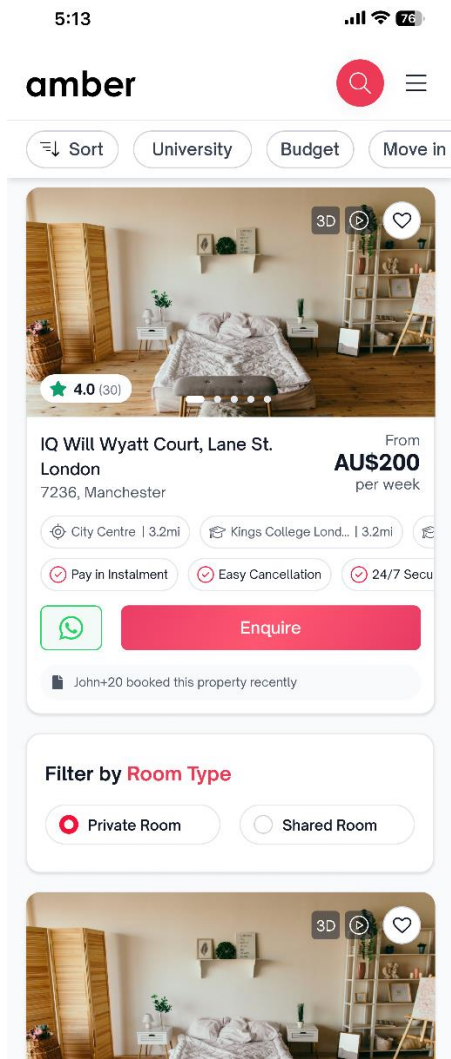 5:13
76
amber
Sort University Budget Move in
3D
4.0 (30)
IQ Will Wyatt Court, Lane St.
London
7236, Manchester
From
AU$200
per week
City Centre | 3.2mi Kings College Lond... | 3.2mi
Pay in Instalment Easy Cancellation 24/7 Secu
Enquire
John+20 booked this property recently
Filter by Room Type
Private Room Shared Room
3D